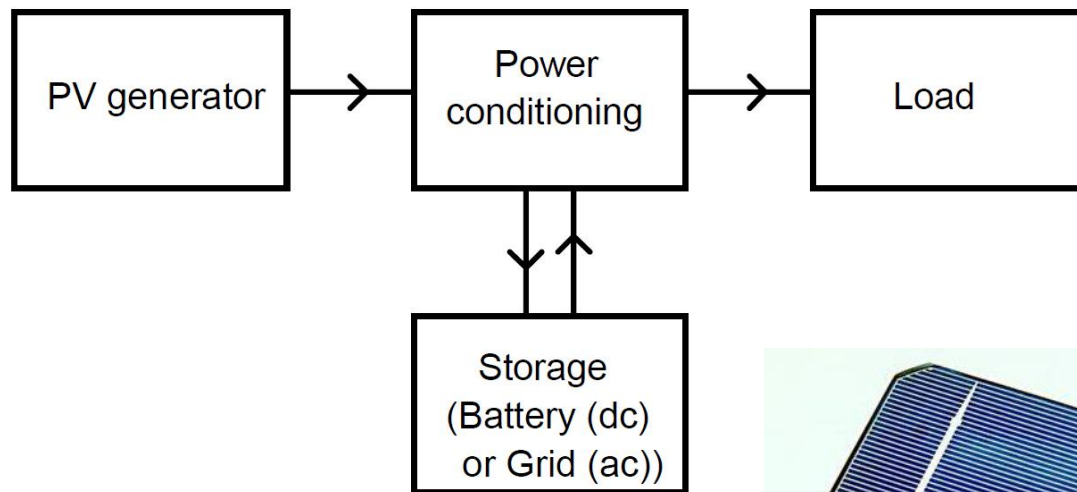 PV generator
Power
conditioning
Load
Storage
(Battery (dc)
or Grid (ac))